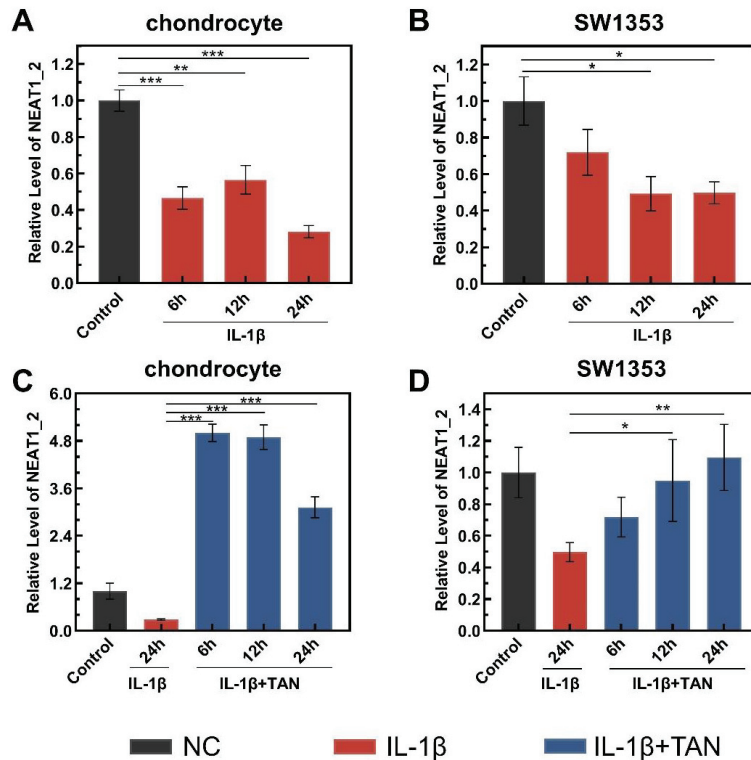 A
chondrocyte
Relative Level of NEAT1_2
1.2
1.0
0.8
0.6
0.4
0.2
0.0
***
**
***
Control
6h
12h
24h
IL-1β
B
SW1353
Relative Level of NEAT1_2
1.2
1.0
0.8
0.6
0.4
0.2
0.0
*
*
Control
6h
12h
24h
IL-1β
C
chondrocyte
Relative Level of NEAT1_2
6.0
4.8
3.6
2.4
1.2
0.0
***
***
***
Control
24h
6h
12h
24h
IL-1β
IL-1β+TAN
D
SW1353
Relative Level of NEAT1_2
1.4
1.2
1.0
0.8
0.6
0.4
0.2
0.0
**
*
Control
24h
6h
12h
24h
IL-1β
IL-1β+TAN
NC
IL-1β
IL-1β+TAN